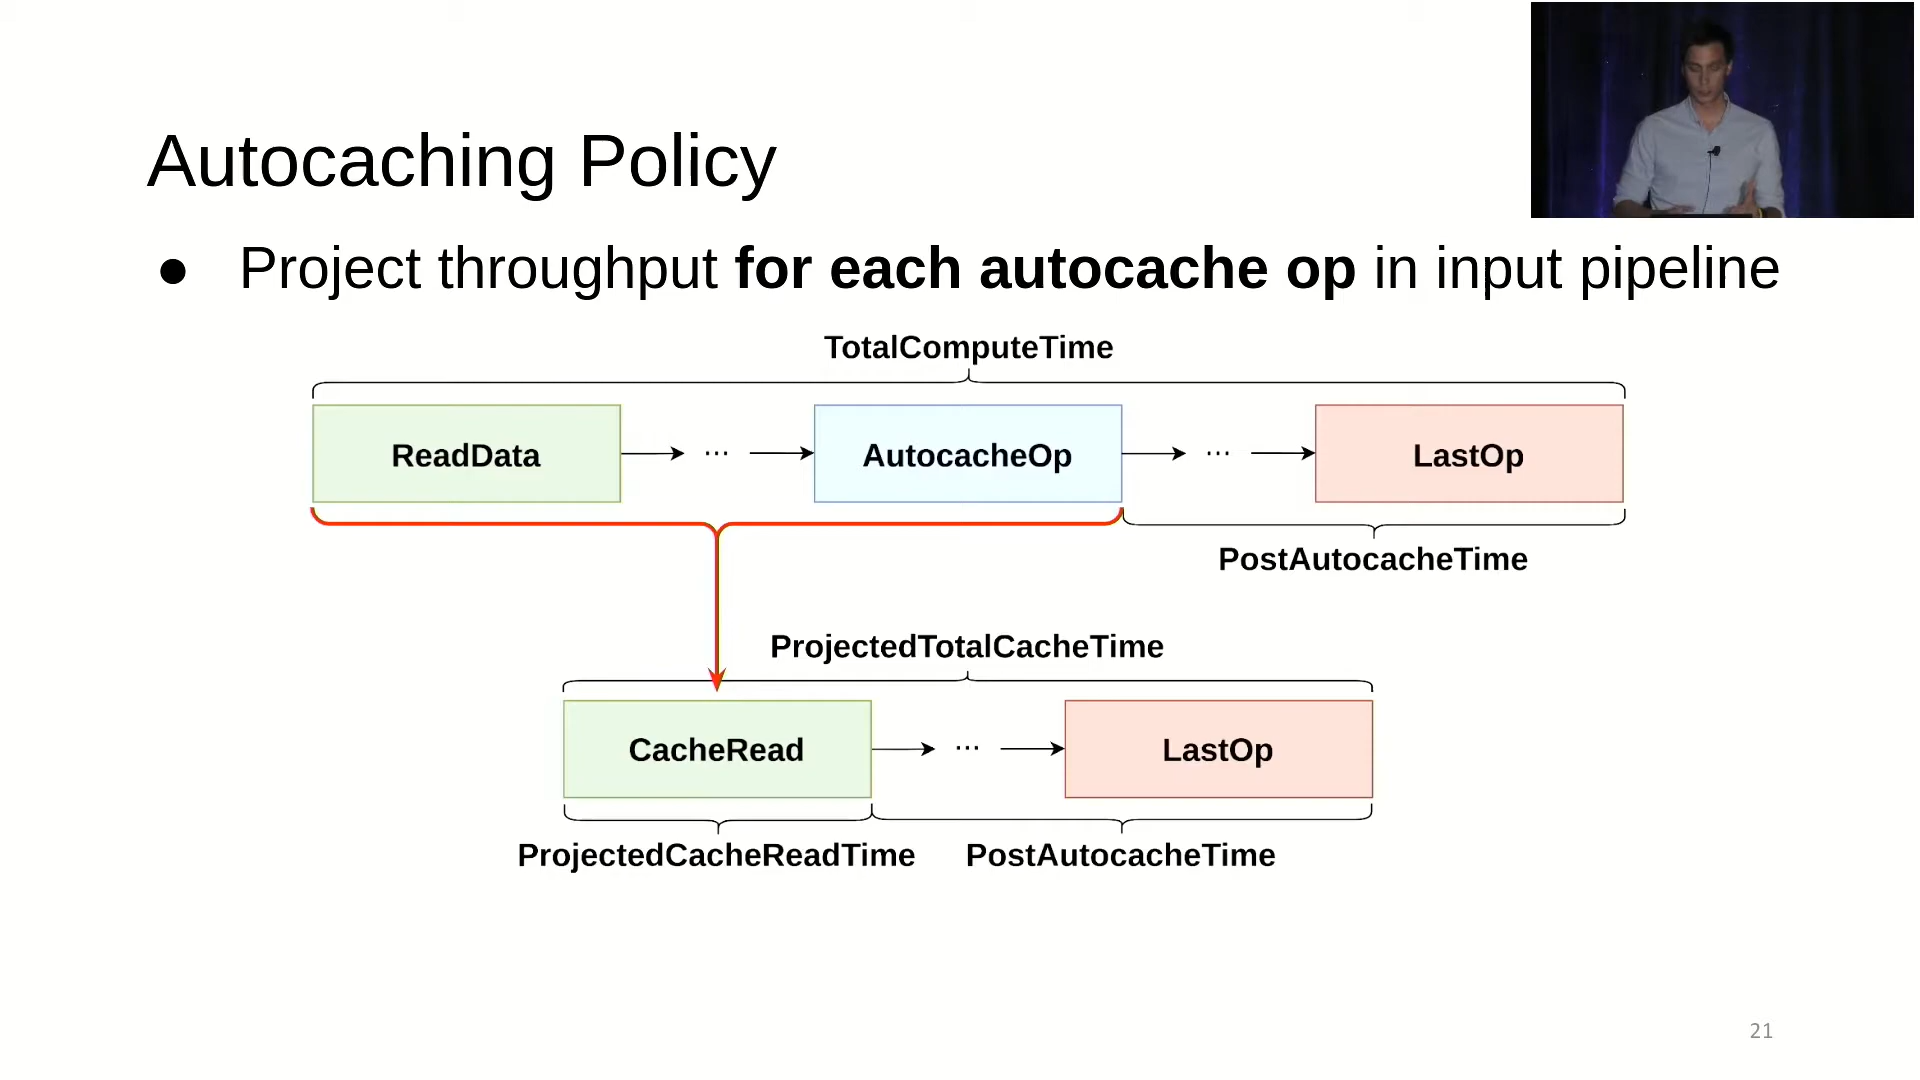 Autocaching Policy
● Project throughput for each autocache op in input pipeline
TotalComputeTime
ReadData ... AutocacheOp ... LastOp
PostAutocacheTime
ProjectedTotalCacheTime
CacheRead ... LastOp
ProjectedCacheReadTime PostAutocacheTime
21